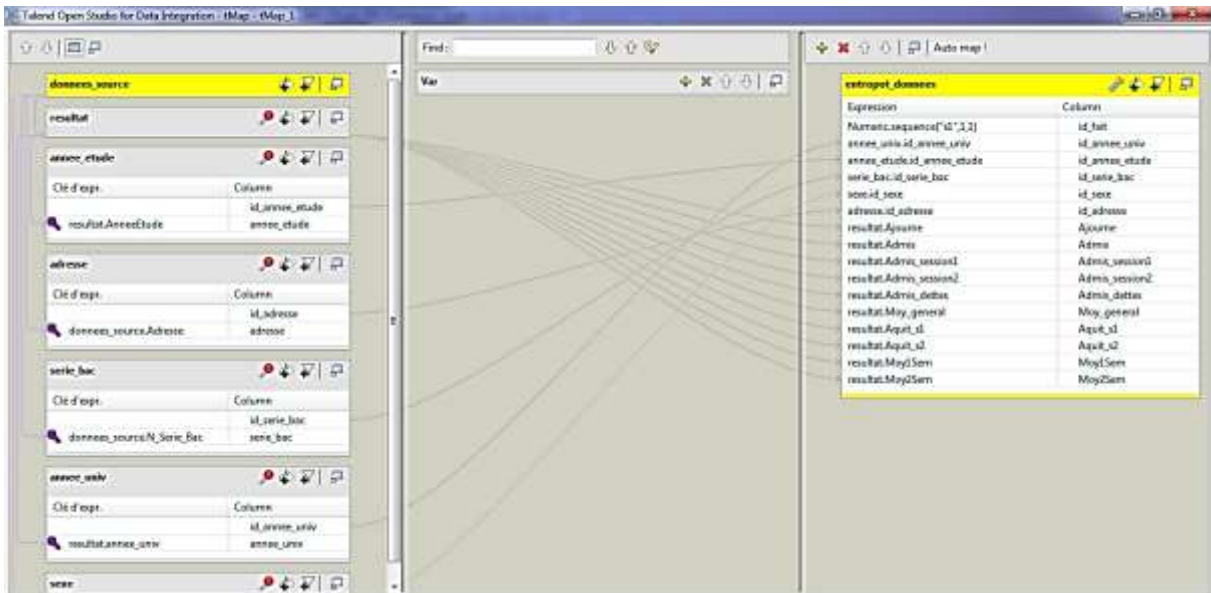 Talend Open Studio for Data Integration - tMap - tMap_1
Find:
Auto map !
donnees_source
resultat
annee_etude
Clé d'expr. Column
id_annee_etude
resultat.AnneeEtude annee_etude
adresse
Clé d'expr. Column
id_adresse
donnees_source.Adresse adresse
serie_bac
Clé d'expr. Column
id_serie_bac
donnees_source.N_Serie_Bac serie_bac
annee_univ
Clé d'expr. Column
id_annee_univ
resultat.annee_univ annee_univ
sexe
Var
entropot_donnees
Expression Column
Numeric.sequence("s1",1,1) id_fait
annee_univ.id_annee_univ id_annee_univ
annee_etude.id_annee_etude id_annee_etude
serie_bac.id_serie_bac id_serie_bac
sexe.id_sexe id_sexe
adresse.id_adresse id_adresse
resultat.Ajourne Ajourne
resultat.Admis Admis
resultat.Admis_session1 Admis_session1
resultat.Admis_session2 Admis_session2
resultat.Admis_dettes Admis_dettes
resultat.Moy_general Moy_general
resultat.Aquit_s1 Aquit_s1
resultat.Aquit_s2 Aquit_s2
resultat.Moy1Sem Moy1Sem
resultat.Moy2Sem Moy2Sem